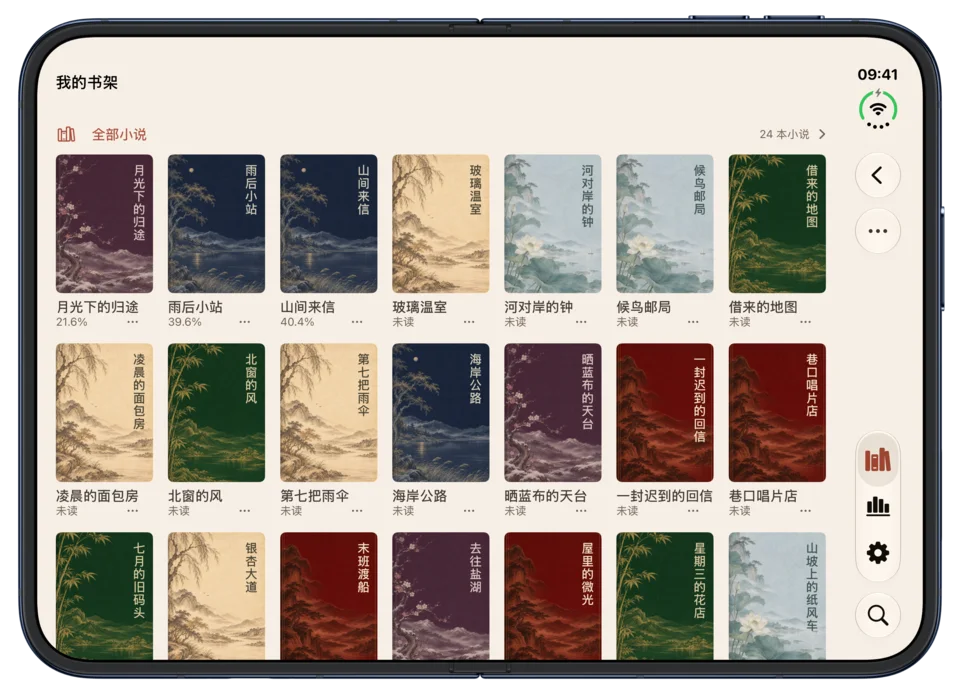 09:41
我的书架
全部小说
24 本小说
月光下的归途
雨后小站
山间来信
玻璃温室
河对岸的钟
候鸟邮局
借来的地图
月光下的归途
21.6%
雨后小站
39.6%
山间来信
40.4%
玻璃温室
未读
河对岸的钟
未读
候鸟邮局
未读
借来的地图
未读
凌晨的面包房
北窗的风
第七把雨伞
海岸公路
晒蓝布的天台
一封迟到的回信
巷口唱片店
凌晨的面包房
未读
北窗的风
未读
第七把雨伞
未读
海岸公路
未读
晒蓝布的天台
未读
一封迟到的回信
未读
巷口唱片店
未读
七月的旧码头
银杏大道
末班渡船
去往盐湖
屋里的微光
星期三的花店
山坡上的纸风车